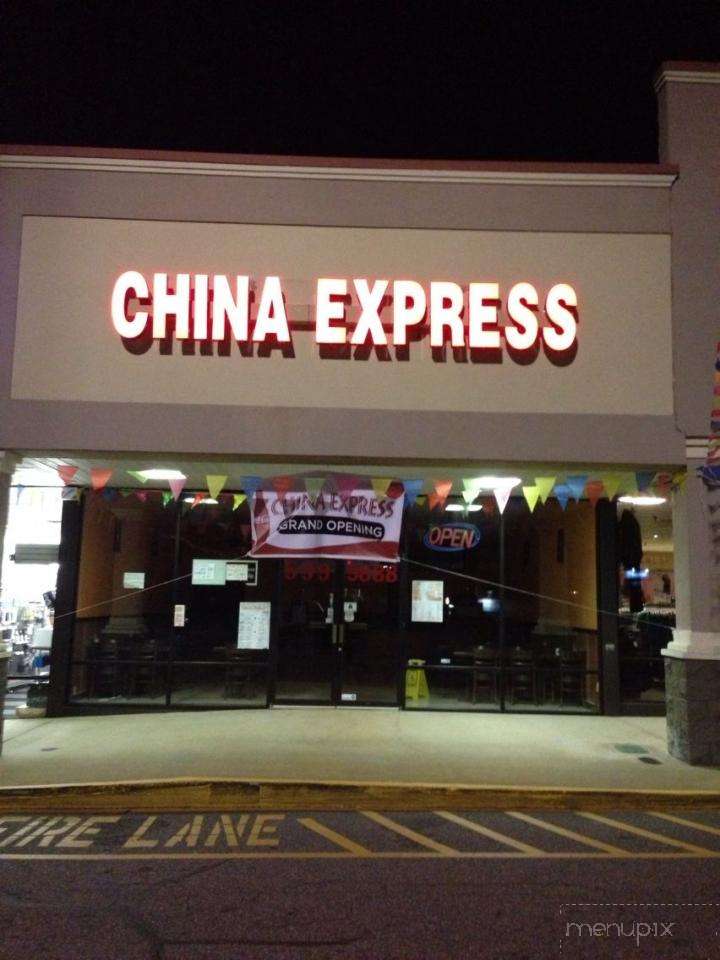 CHINA EXPRESS
CHINA EXPRESS
GRAND OPENING
OPEN
FIRE LANE
menupix